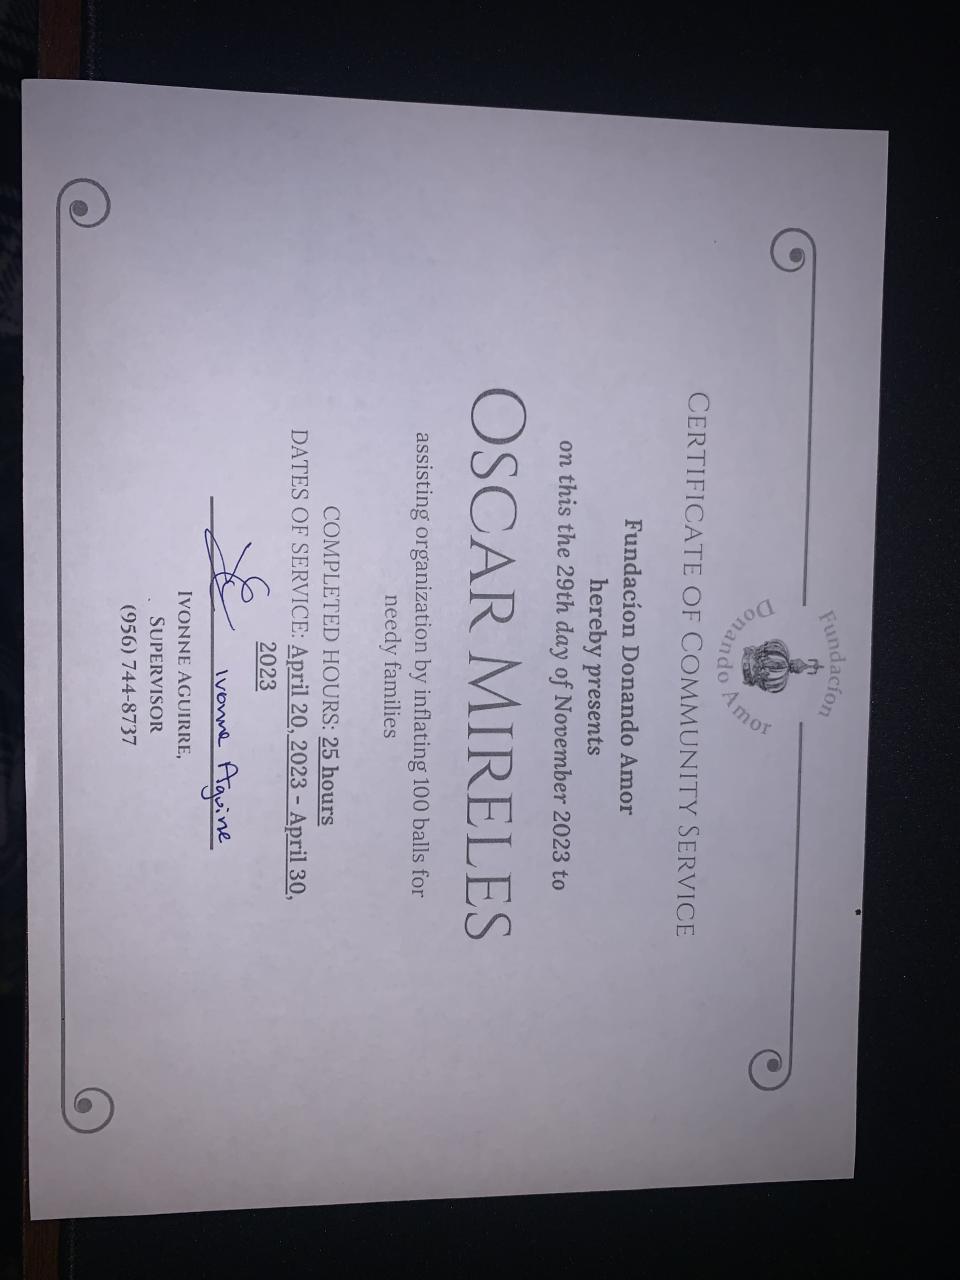 Fundacíon
Donando Amor
CERTIFICATE OF COMMUNITY SERVICE
Fundacíon Donando Amor
hereby presents
on this the 29th day of November 2023 to
OSCAR MIRELES
assisting organization by inflating 100 balls for
needy families
COMPLETED HOURS: 25 hours
DATES OF SERVICE: April 20, 2023 - April 30,
2023
Ivonne Aguirre
IVONNE AGUIRRE,
SUPERVISOR
(956) 744-8737